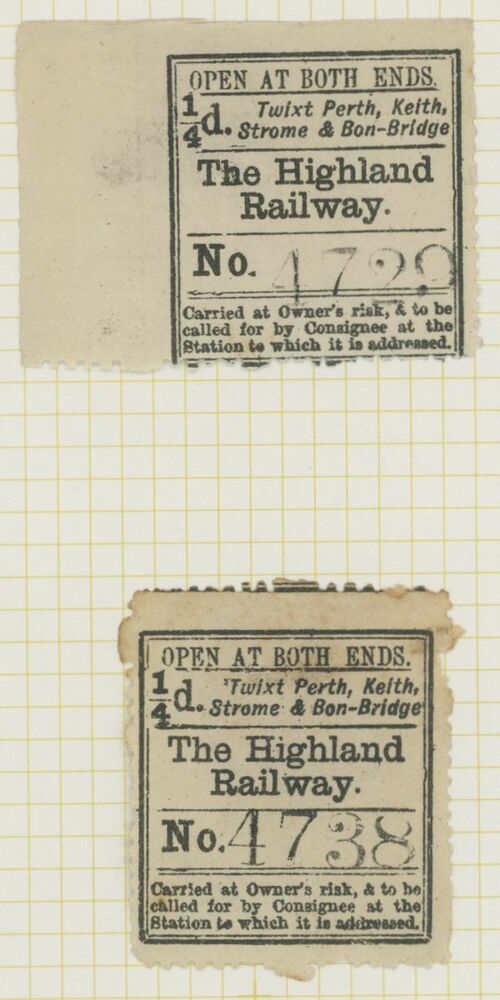 OPEN AT BOTH ENDS.
1/4 d. Twixt Perth, Keith,
Strome & Bon-Bridge
The Highland
Railway.
No. 4729
Carried at Owner's risk, & to be
called for by Consignee at the
Station to which it is addressed.
OPEN AT BOTH ENDS.
1/4 d. 'Twixt Perth, Keith,
Strome & Bon-Bridge
The Highland
Railway.
No. 4738
Carried at Owner's risk, & to be
called for by Consignee at the
Station to which it is addressed.